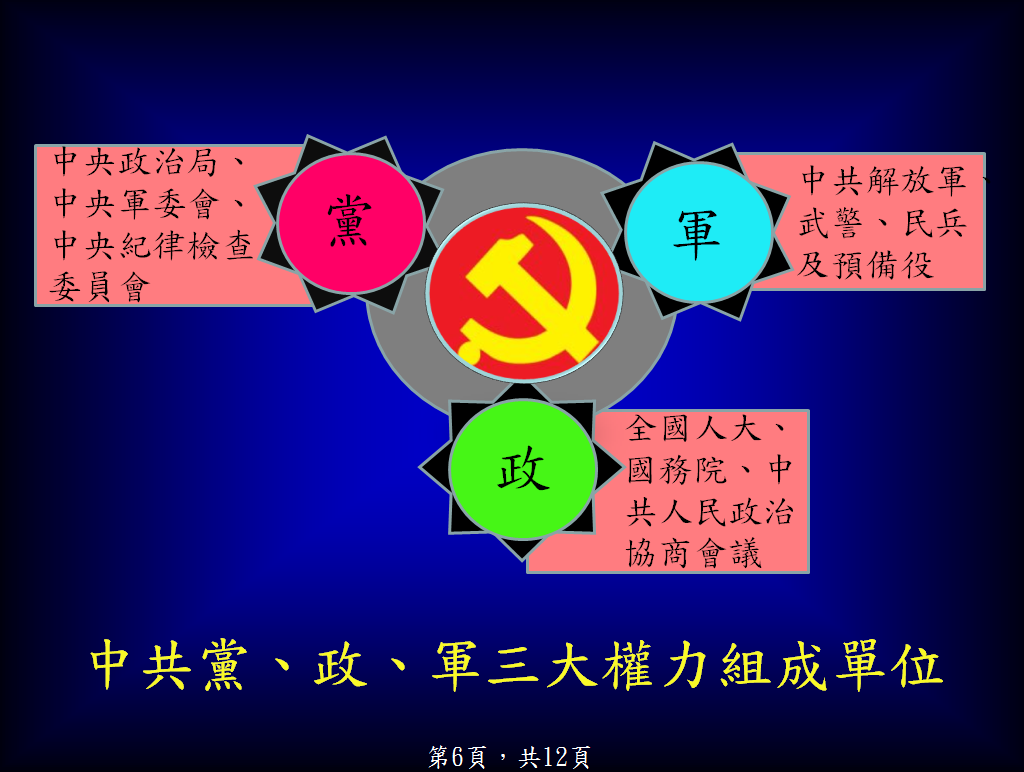 中央政治局、
中央軍委會、
中央紀律檢查
委員會
黨
軍
中共解放軍、
武警、民兵
及預備役
政
全國人大、
國務院、中
共人民政治
協商會議
中共黨、政、軍三大權力組成單位
第6頁，共12頁